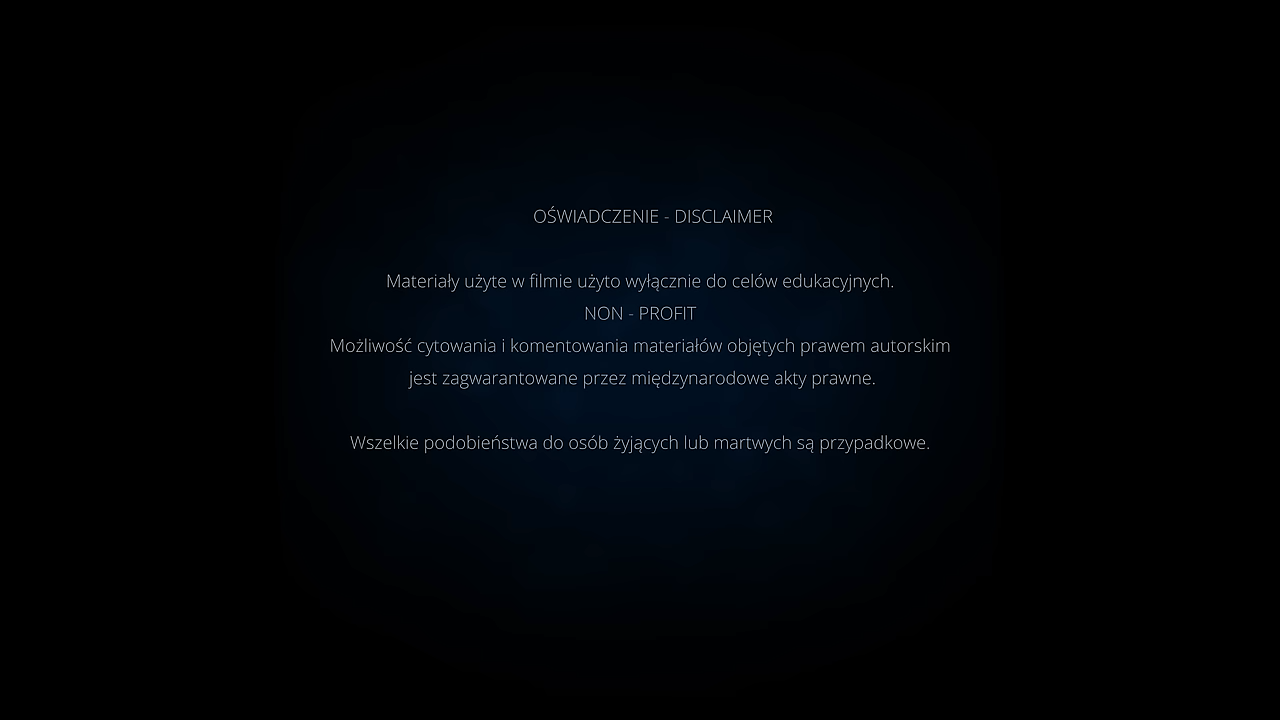 OŚWIADCZENIE - DISCLAIMER
Materiały użyte w filmie użyto wyłącznie do celów edukacyjnych.
NON - PROFIT
Możliwość cytowania i komentowania materiałów objętych prawem autorskim
jest zagwarantowane przez międzynarodowe akty prawne.
Wszelkie podobieństwa do osób żyjących lub martwych są przypadkowe.